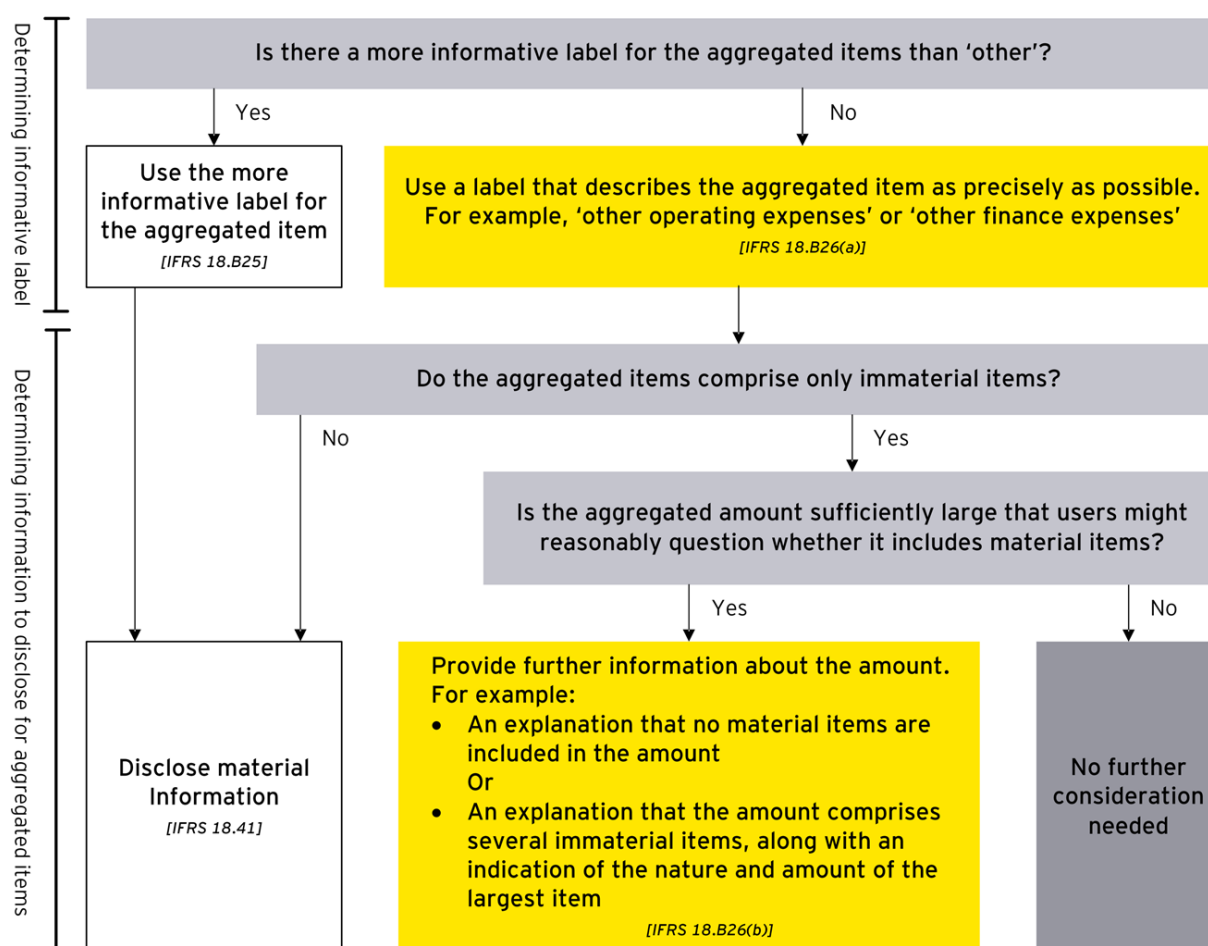 Determining informative label
Is there a more informative label for the aggregated items than ‘other’?
Yes
No
Use the more
informative label for
the aggregated item
[IFRS 18.B25]
Use a label that describes the aggregated item as precisely as possible.
For example, ‘other operating expenses’ or ‘other finance expenses’
[IFRS 18.B26(a)]
Determining information to disclose for aggregated items
Do the aggregated items comprise only immaterial items?
No
Yes
Is the aggregated amount sufficiently large that users might
reasonably question whether it includes material items?
Yes
No
Disclose material
Information
[IFRS 18.41]
Provide further information about the amount.
For example:
• An explanation that no material items are
included in the amount
Or
• An explanation that the amount comprises
several immaterial items, along with an
indication of the nature and amount of the
largest item
[IFRS 18.B26(b)]
No further
consideration
needed